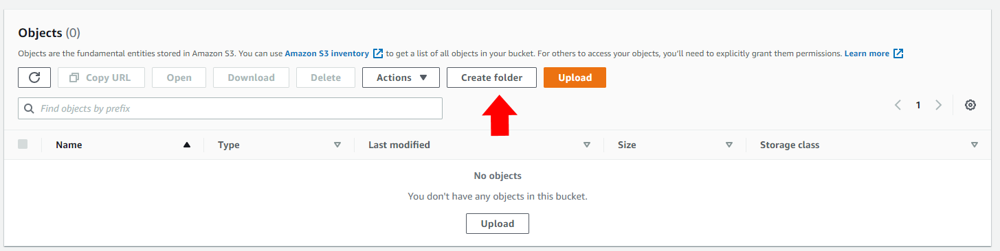 Objects (0)
Objects are the fundamental entities stored in Amazon S3. You can use Amazon S3 inventory to get a list of all objects in your bucket. For others to access your objects, you'll need to explicitly grant them permissions. Learn more
Copy URL Open Download Delete Actions Create folder Upload
Find objects by prefix 1
Name Type Last modified Size Storage class
No objects
You don't have any objects in this bucket.
Upload